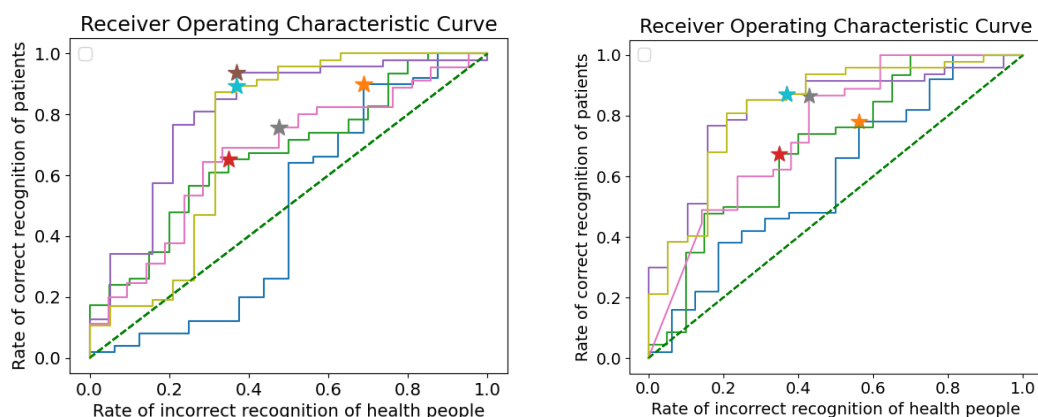 Receiver Operating Characteristic Curve
1.0
0.8
0.6
0.4
0.2
0.0
Rate of correct recognition of patients
0.0 0.2 0.4 0.6 0.8 1.0
Rate of incorrect recognition of health people
Receiver Operating Characteristic Curve
1.0
0.8
0.6
0.4
0.2
0.0
Rate of correct recognition of patients
0.0 0.2 0.4 0.6 0.8 1.0
Rate of incorrect recognition of health people